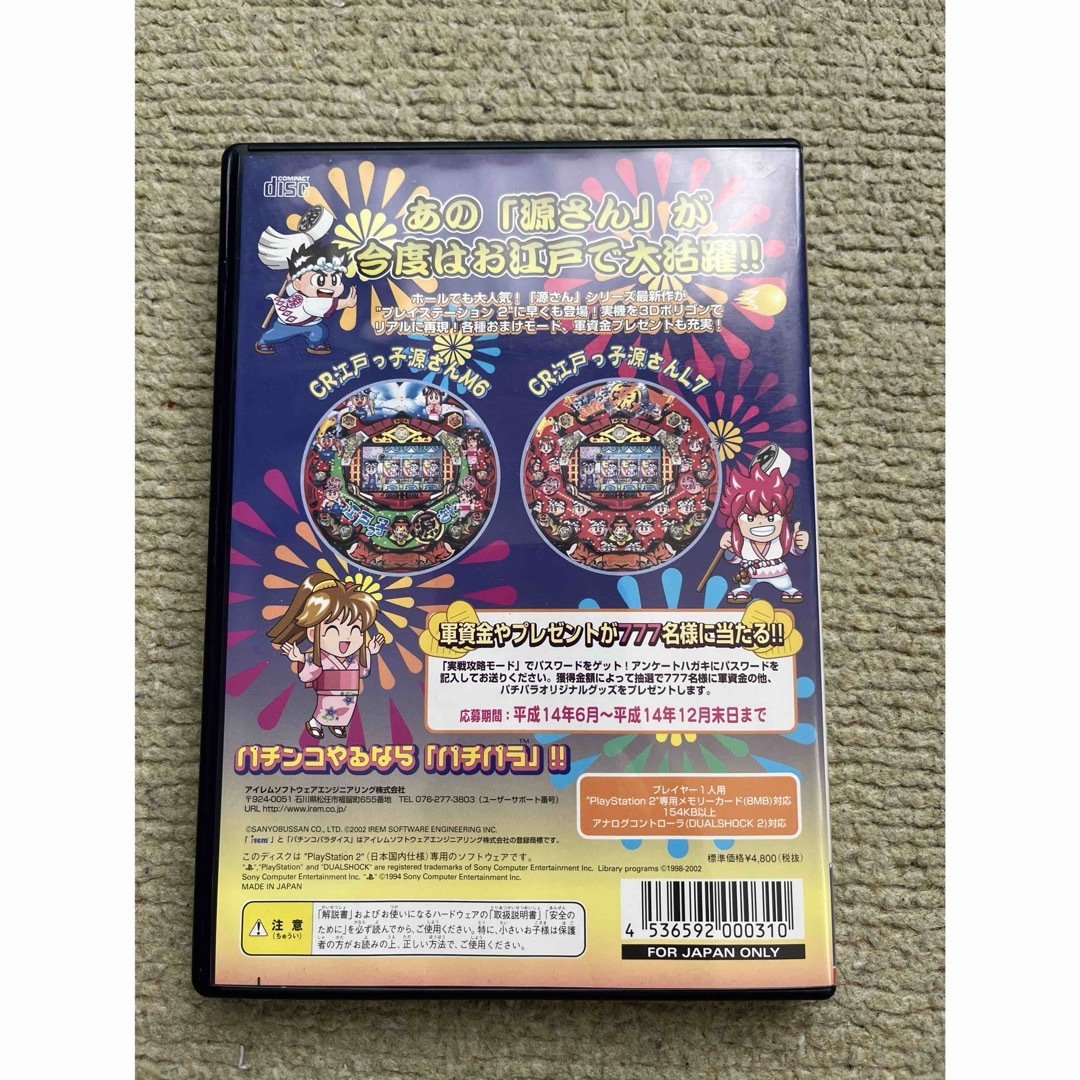 COMPACT
disc
あの「源さん」が
今度はお江戸で大活躍!!
ホールでも大人気!「源さん」シリーズ最新作が
"プレイステーション 2"に早くも登場!実機を3Dポリゴンで
リアルに再現!各種おまけモード、軍資金プレゼントも充実!
CR江戸っ子源さんM6
CR江戸っ子源さんL7
江戸っ子
源さん
軍資金やプレゼントが777名様に当たる!!
「実戦攻略モード」でパスワードをゲット!アンケートハガキにパスワードを
記入してお送りください。獲得金額によって抽選で777名様に軍資金の他、
パチパラオリジナルグッズをプレゼントします。
応募期間:平成14年6月〜平成14年12月末日まで
パチンコやるなら「パチパラ」!!
TM
アイレムソフトウェアエンジニアリング株式会社
〒924-0051 石川県松任市福留町655番地 TEL 076-277-3803(ユーザーサポート番号)
URL http://www.irem.co.jp/
プレイヤー1人用
"PlayStation 2"専用メモリーカード(8MB)対応
154KB以上
アナログコントローラ(DUALSHOCK 2)対応
©SANYOBUSSAN CO., LTD. ©2002 IREM SOFTWARE ENGINEERING INC.
「irem」と「パチンコパラダイス」はアイレムソフトウェアエンジニアリング株式会社の登録商標です。
このディスクは "PlayStation 2"(日本国内仕様)専用のソフトウェアです。
標準価格¥4,800(税抜)
"PS","PlayStation" and "DUALSHOCK" are registered trademarks of Sony Computer Entertainment Inc. Library programs ©1998-2002
Sony Computer Entertainment Inc. "PS" ©1994 Sony Computer Entertainment Inc.
MADE IN JAPAN
注意
(ちゅうい)
「解説書」およびお使いになるハードウェアの「取扱説明書」「安全の
ために」を必ず読んでから、ご使用ください。特に、小さいお子様は保護
者の方がお読みの上、正しい方法で、ご使用ください。
4 536592 000310
FOR JAPAN ONLY